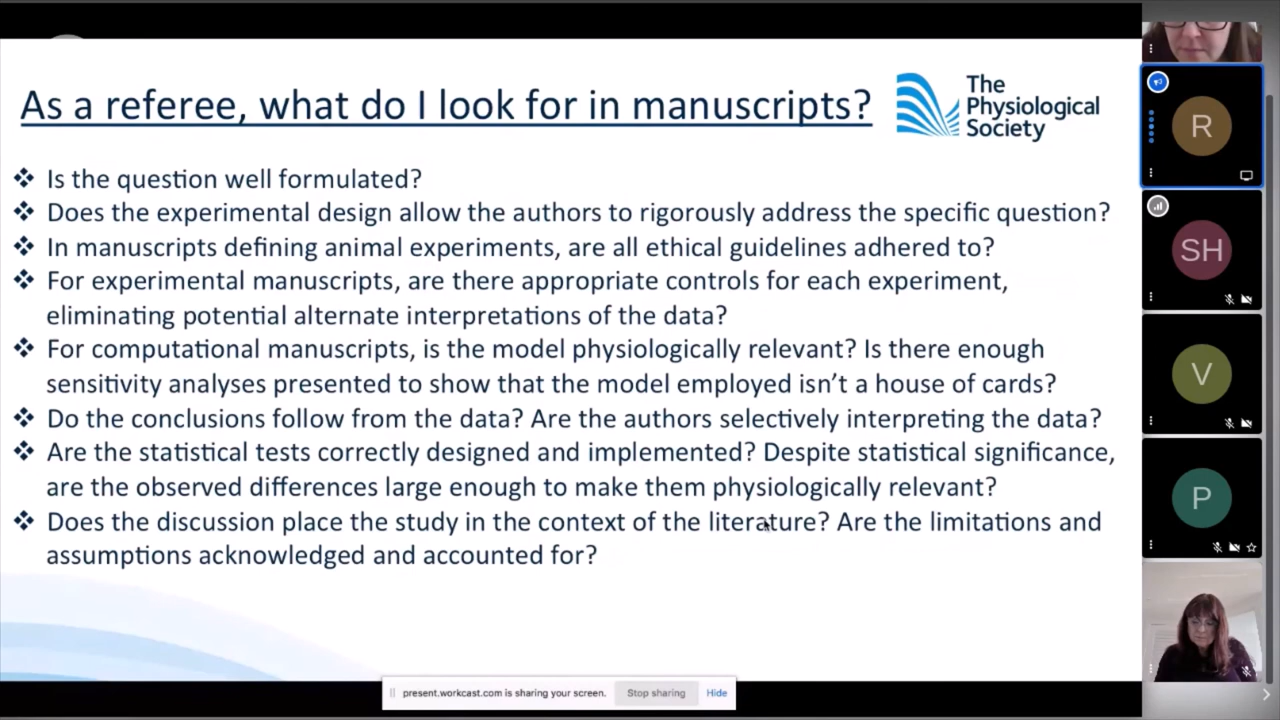 As a referee, what do I look for in manuscripts?
The
Physiological
Society
❖ Is the question well formulated?
❖ Does the experimental design allow the authors to rigorously address the specific question?
❖ In manuscripts defining animal experiments, are all ethical guidelines adhered to?
❖ For experimental manuscripts, are there appropriate controls for each experiment,
eliminating potential alternate interpretations of the data?
❖ For computational manuscripts, is the model physiologically relevant? Is there enough
sensitivity analyses presented to show that the model employed isn't a house of cards?
❖ Do the conclusions follow from the data? Are the authors selectively interpreting the data?
❖ Are the statistical tests correctly designed and implemented? Despite statistical significance,
are the observed differences large enough to make them physiologically relevant?
❖ Does the discussion place the study in the context of the literature? Are the limitations and
assumptions acknowledged and accounted for?
present.workcast.com is sharing your screen.
Stop sharing
Hide
R
SH
V
P